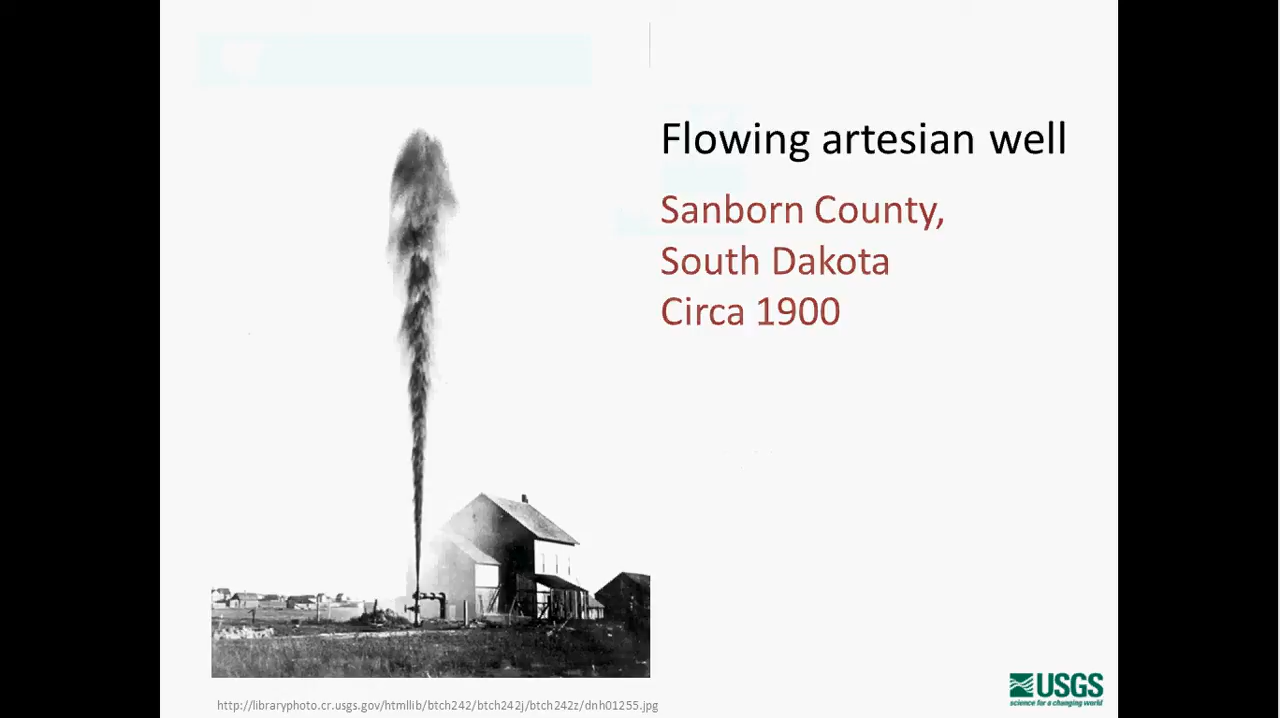 Flowing artesian well
Sanborn County,
South Dakota
Circa 1900
http://libraryphoto.cr.usgs.gov/htmllib/btch242/btch242j/btch242z/dnh01255.jpg
USGS
science for a changing world